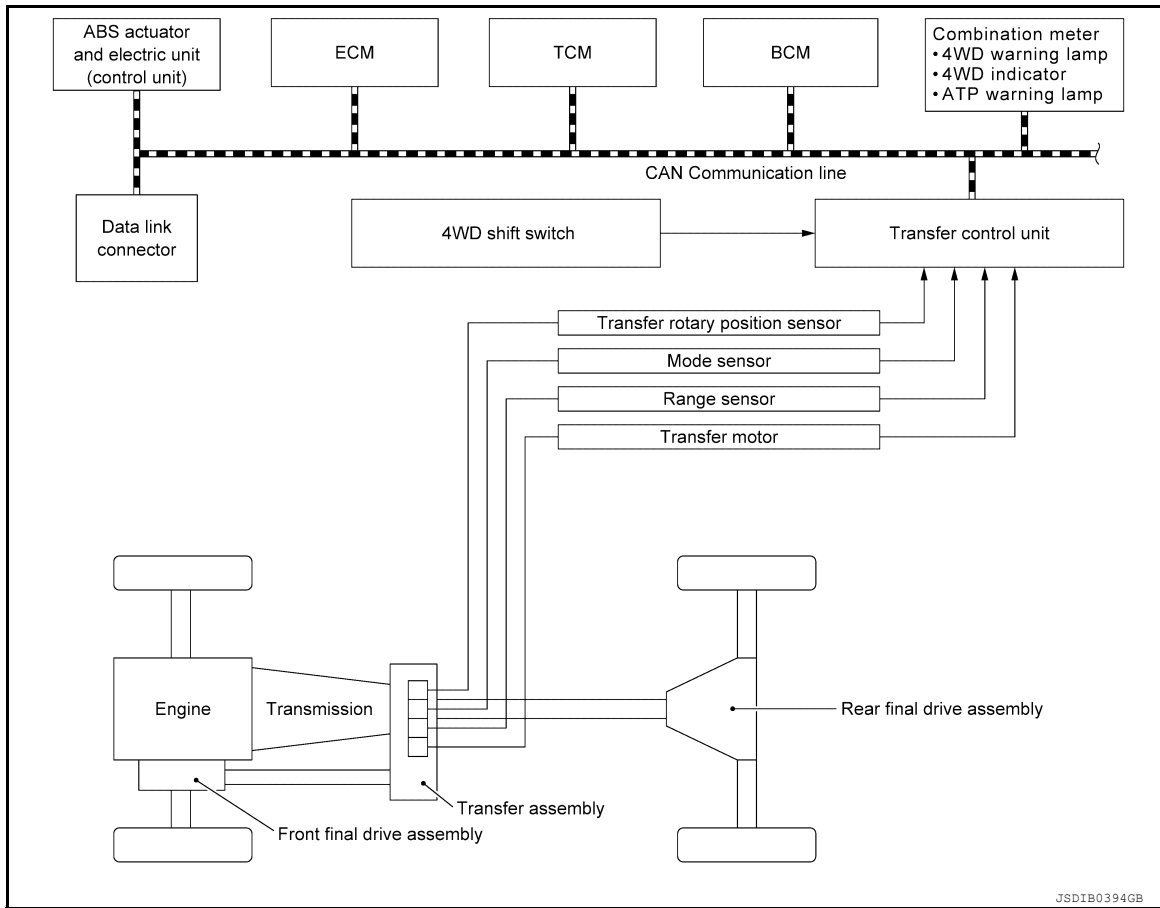 ABS actuator
and electric unit
(control unit)
ECM
TCM
BCM
Combination meter
•4WD warning lamp
•4WD indicator
•ATP warning lamp
CAN Communication line
Data link
connector
4WD shift switch
Transfer control unit
Transfer rotary position sensor
Mode sensor
Range sensor
Transfer motor
Engine
Transmission
Rear final drive assembly
Transfer assembly
Front final drive assembly
JSDIB0394GB